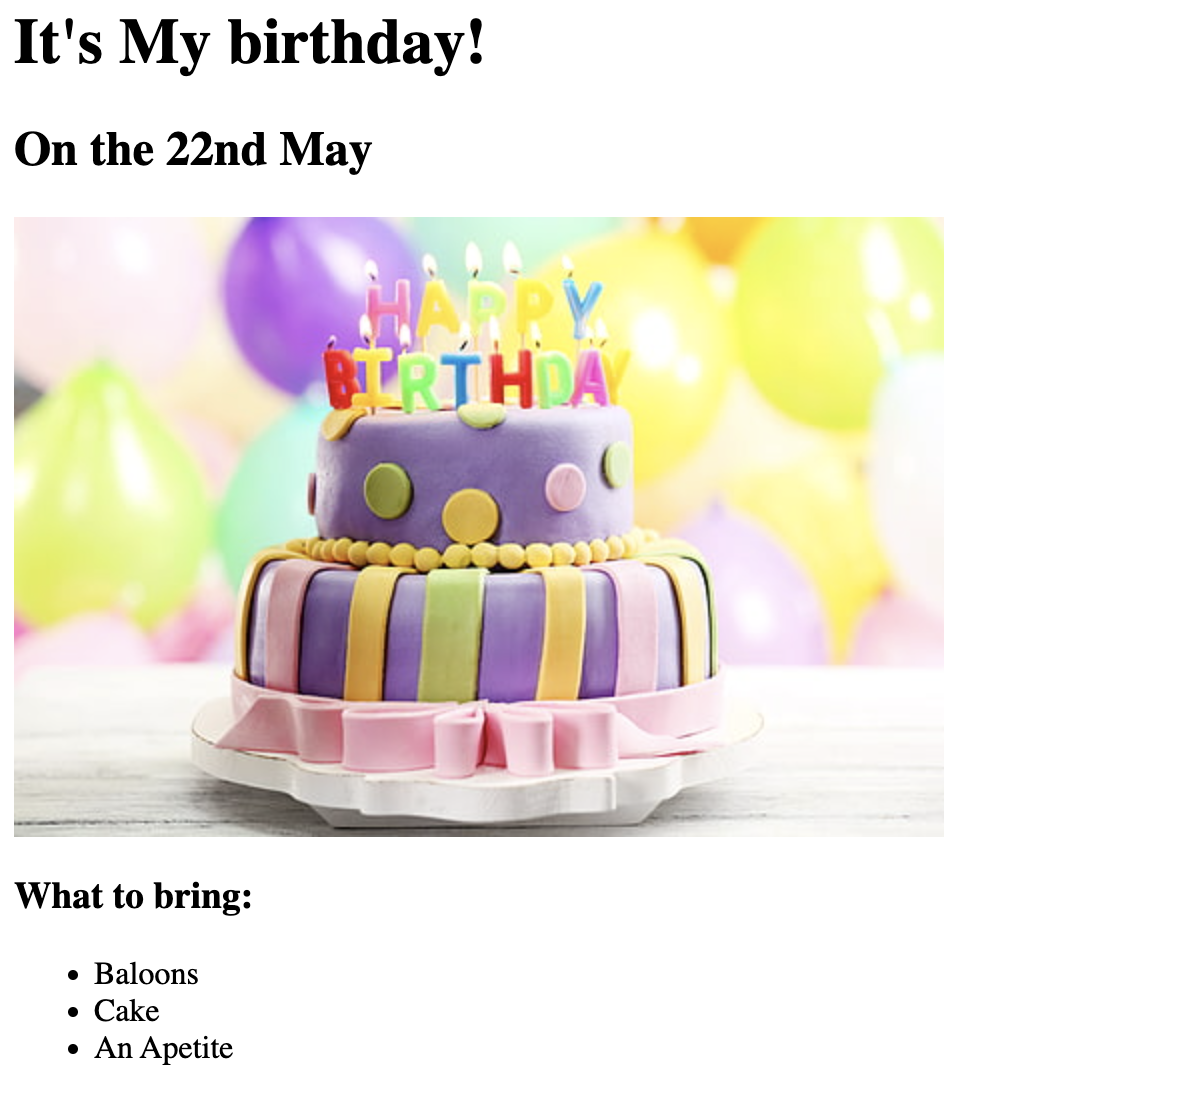 It's My birthday!
On the 22nd May
HAPPY
BIRTHDAY
What to bring:
Baloons
Cake
An Apetite